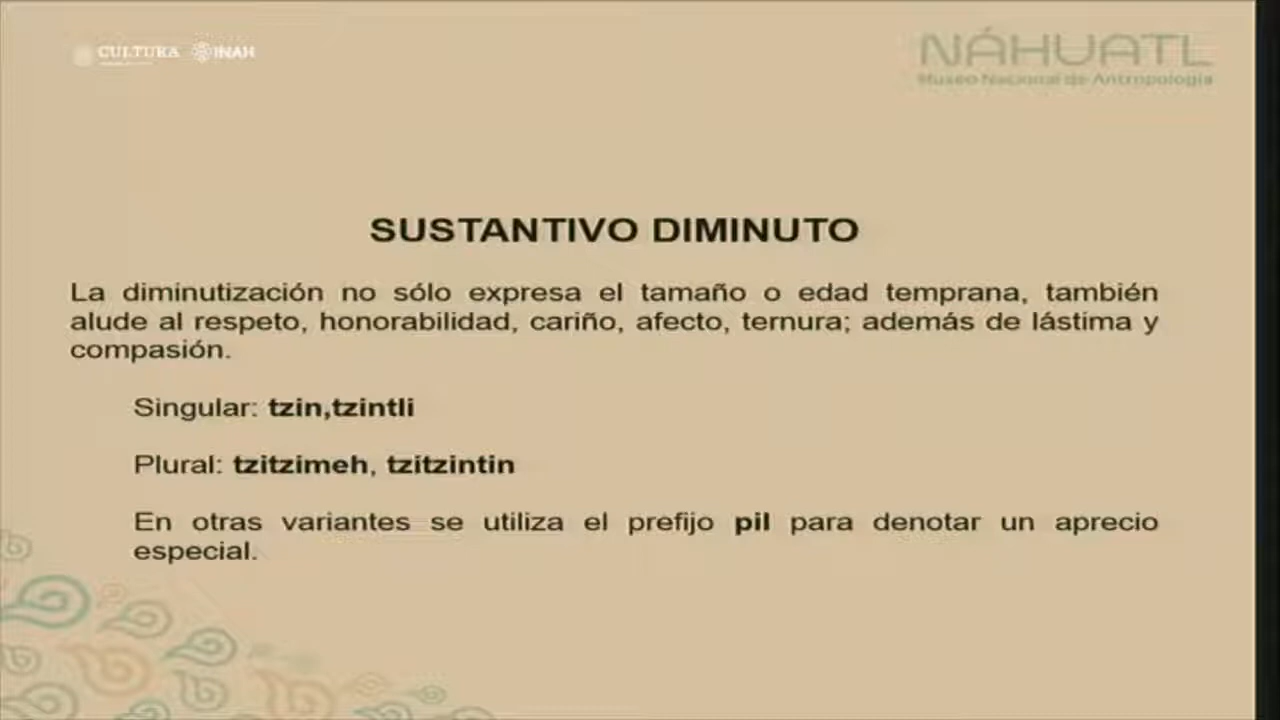 CULTURA INAH
NÁHUATL
Museo Nacional de Antropología
SUSTANTIVO DIMINUTO
La diminutización no sólo expresa el tamaño o edad temprana, también
alude al respeto, honorabilidad, cariño, afecto, ternura; además de lástima y
compasión.
Singular: tzin,tzintli
Plural: tzitzimeh, tzitzintin
En otras variantes se utiliza el prefijo pil para denotar un aprecio
especial.